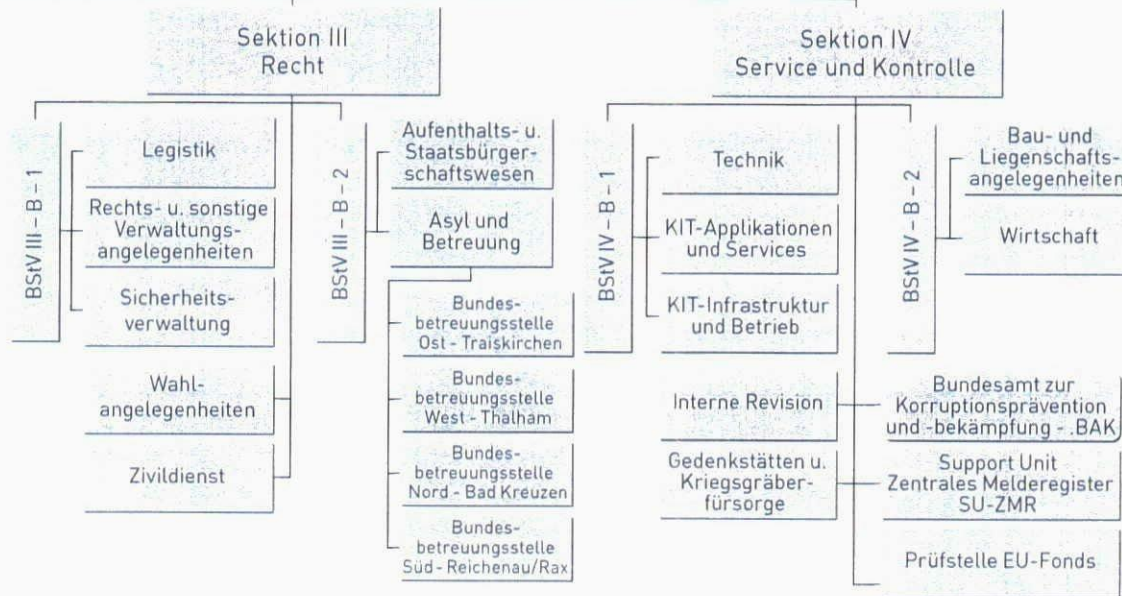 Sektion III
Recht
BStV III - B - 1
Legistik
Rechts- u. sonstige
Verwaltungs-
angelegenheiten
Sicherheits-
verwaltung
Wahl-
angelegenheiten
Zivildienst
BStV III - B - 2
Aufenthalts- u.
Staatsbürger-
schaftswesen
Asyl und
Betreuung
Bundes-
betreuungsstelle
Ost - Traiskirchen
Bundes-
betreuungsstelle
West - Thalham
Bundes-
betreuungsstelle
Nord - Bad Kreuzen
Bundes-
betreuungsstelle
Süd - Reichenau/Rax
Sektion IV
Service und Kontrolle
BStV IV - B - 1
Technik
KIT-Applikationen
und Services
KIT-Infrastruktur
und Betrieb
BStV IV - B - 2
Bau- und
Liegenschafts-
angelegenheiten
Wirtschaft
Interne Revision
Gedenkstätten u.
Kriegsgräber-
fürsorge
Bundesamt zur
Korruptionsprävention
und -bekämpfung - .BAK
Support Unit
Zentrales Melderegister
SU-ZMR
Prüfstelle EU-Fonds